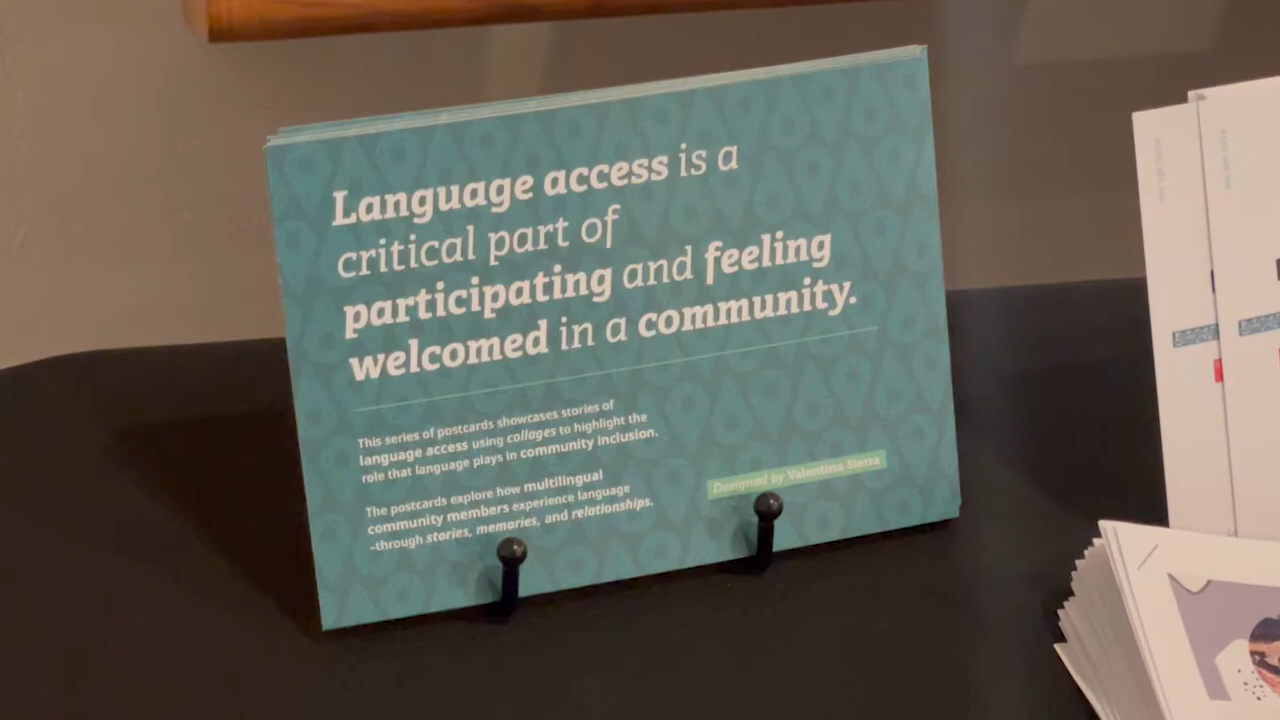 Language access is a
critical part of
participating and feeling
welcomed in a community.
This series of postcards showcases stories of
language access using collages to highlight the
role that language plays in community inclusion.
The postcards explore how multilingual
community members experience language
–through stories, memories, and relationships.
Designed by Valentina Sierra